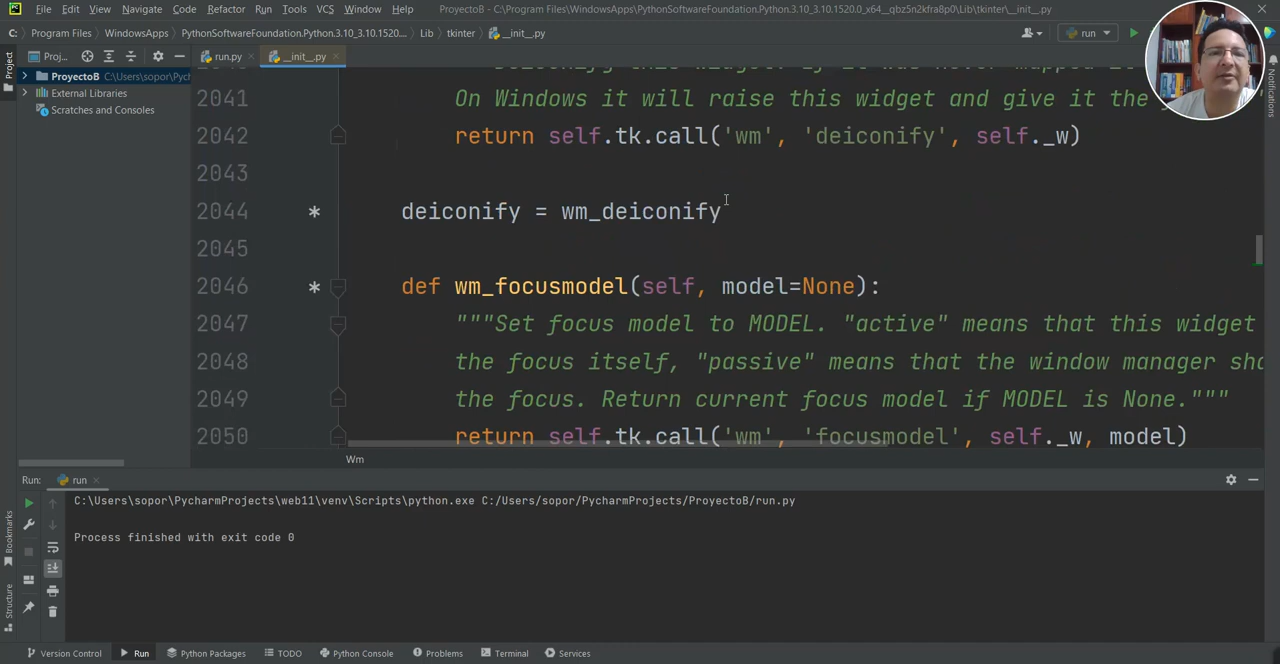 File Edit View Navigate Code Refactor Run Tools VCS Window Help ProyectoB - C:\Program Files\WindowsApps\PythonSoftwareFoundation.Python.3.10_3.10.1520.0_x64__qbz5n2kfra8p0\Lib\tkinter\__init__.py
C: Program Files WindowsApps PythonSoftwareFoundation.Python.3.10_3.10.1520.... Lib tkinter __init__.py run
Project Proj... run.py __init__.py
ProyectoB C:\Users\sopor\Pych
External Libraries
Scratches and Consoles
Notifications
2041 On Windows it will raise this widget and give it the
2042 return self.tk.call('wm', 'deiconify', self._w)
2043
2044 deiconify = wm_deiconify
2045
2046 def wm_focusmodel(self, model=None):
2047 """Set focus model to MODEL. "active" means that this widget
2048 the focus itself, "passive" means that the window manager sha
2049 the focus. Return current focus model if MODEL is None."""
2050 return self.tk.call('wm', 'focusmodel', self._w, model)
Wm
Run: run
C:\Users\sopor\PycharmProjects\web11\venv\Scripts\python.exe C:/Users/sopor/PycharmProjects/ProyectoB/run.py
Process finished with exit code 0
Bookmarks
Structure
Version Control Run Python Packages TODO Python Console Problems Terminal Services